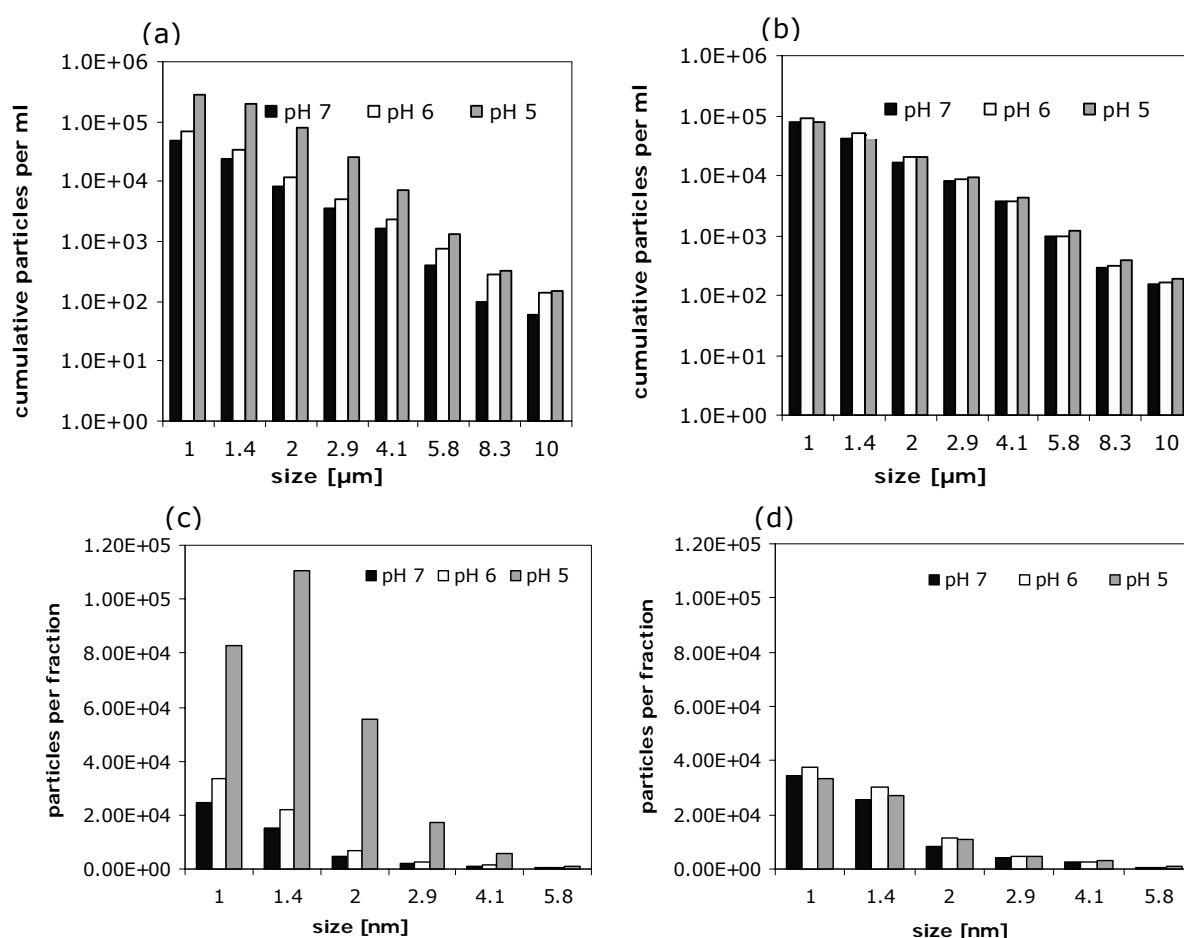 (a)
1.0E+06
1.0E+05
1.0E+04
1.0E+03
1.0E+02
1.0E+01
1.0E+00
cumulative particles per ml
pH 7 pH 6 pH 5
1 1.4 2 2.9 4.1 5.8 8.3 10
size [µm]
(b)
1.0E+06
1.0E+05
1.0E+04
1.0E+03
1.0E+02
1.0E+01
1.0E+00
cumulative particles per ml
pH 7 pH 6 pH 5
1 1.4 2 2.9 4.1 5.8 8.3 10
size [µm]
(c)
1.20E+05
1.00E+05
8.00E+04
6.00E+04
4.00E+04
2.00E+04
0.00E+00
particles per fraction
pH 7 pH 6 pH 5
1 1.4 2 2.9 4.1 5.8
size [nm]
(d)
1.20E+05
1.00E+05
8.00E+04
6.00E+04
4.00E+04
2.00E+04
0.00E+00
particles per fraction
pH 7 pH 6 pH 5
1 1.4 2 2.9 4.1 5.8
size [nm]